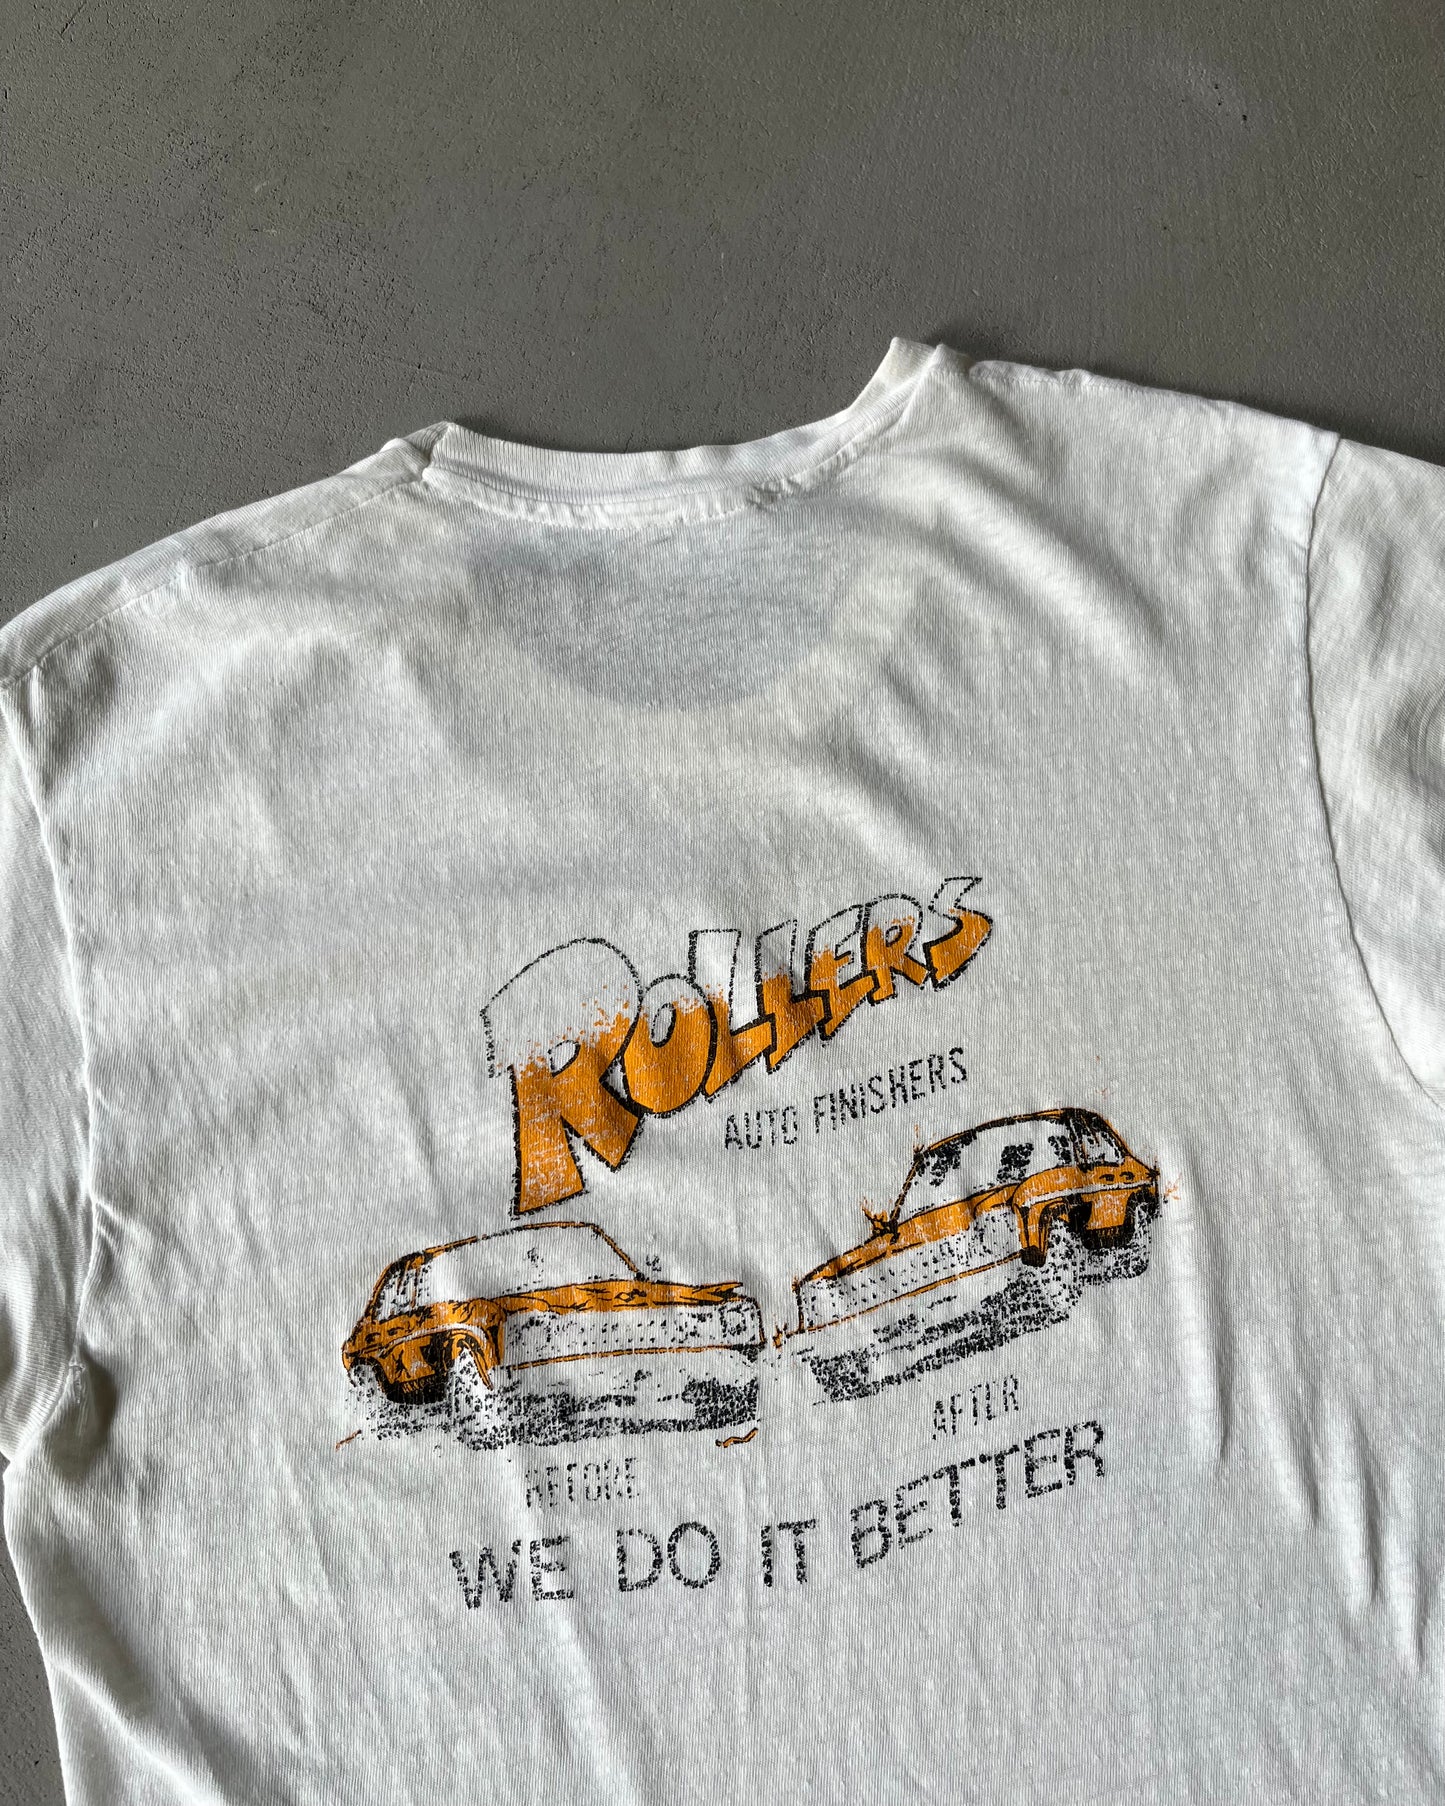 ROLLERS
AUTO FINISHERS
BEFORE
AFTER
WE DO IT BETTER